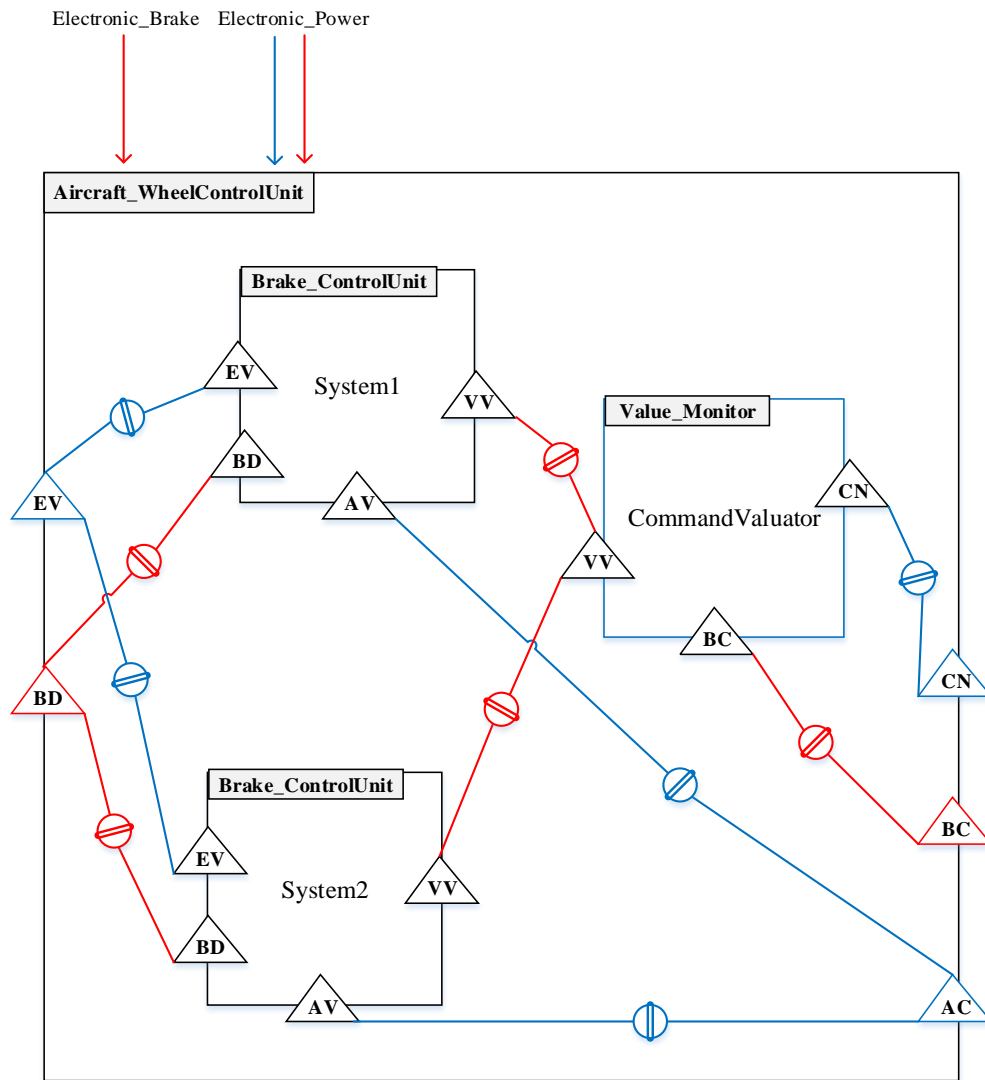 Electronic_Brake Electronic_Power
Aircraft_WheelControlUnit
Brake_ControlUnit
EV
System1
VV
BD
AV
Value_Monitor
CN
CommandValuator
EV
VV
BC
BD
CN
Brake_ControlUnit
BC
EV
System2
VV
BD
AV
AC